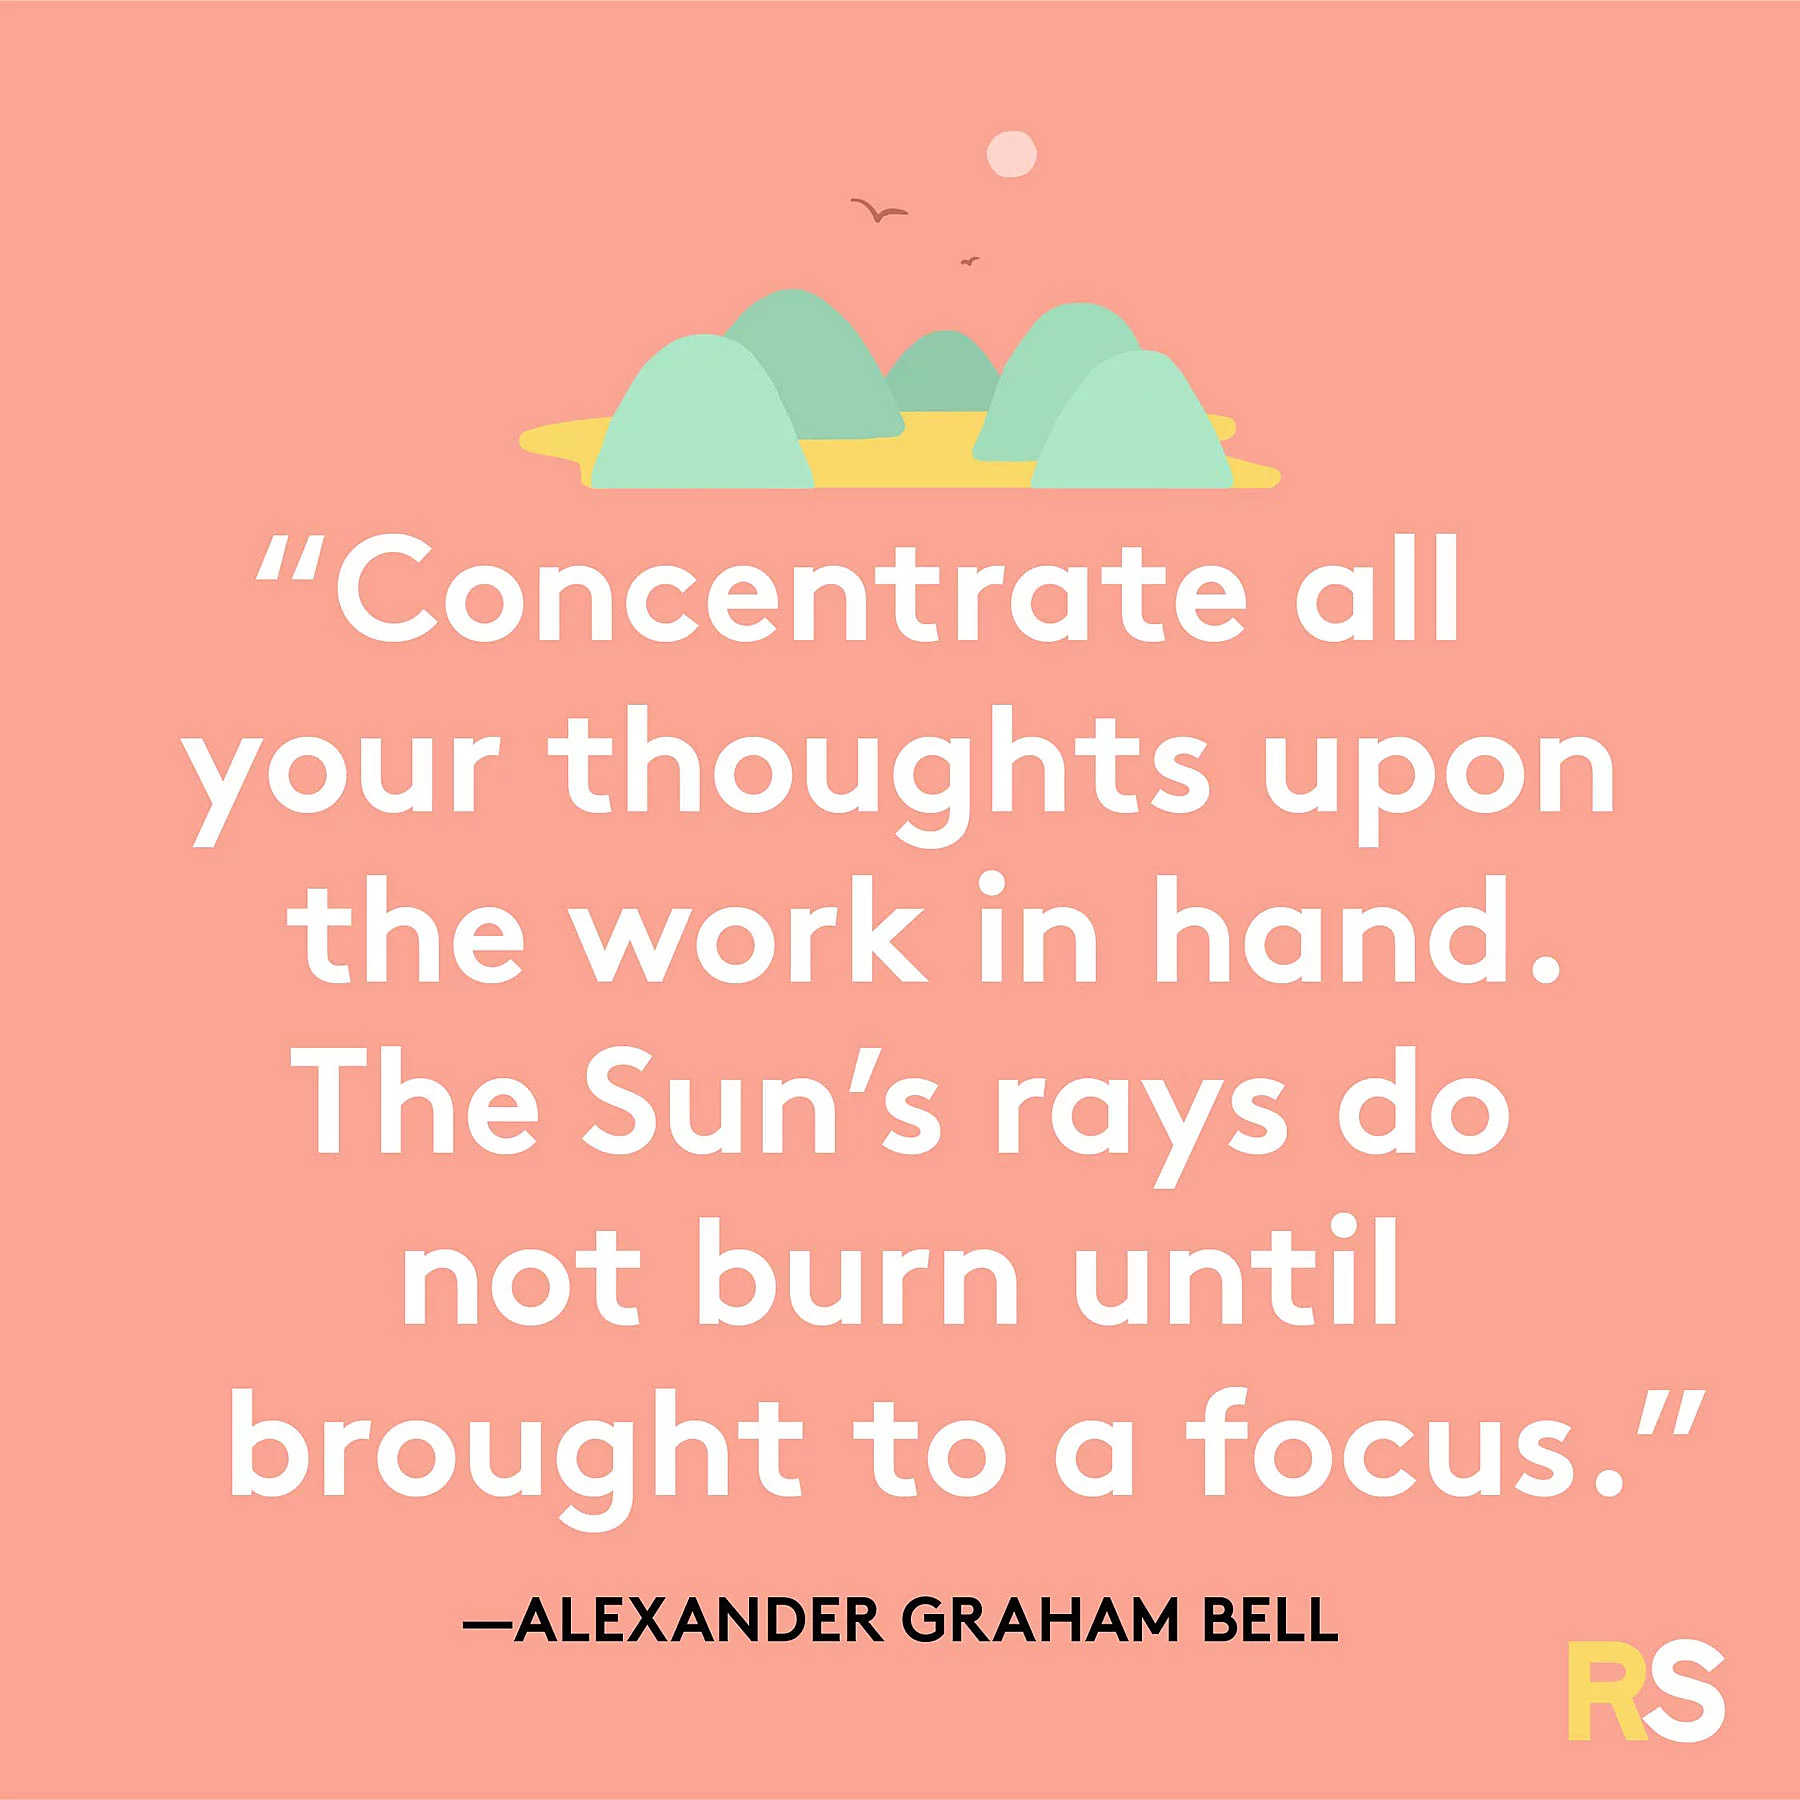 “Concentrate all
your thoughts upon
the work in hand.
The Sun’s rays do
not burn until
brought to a focus.”
—ALEXANDER GRAHAM BELL
RS